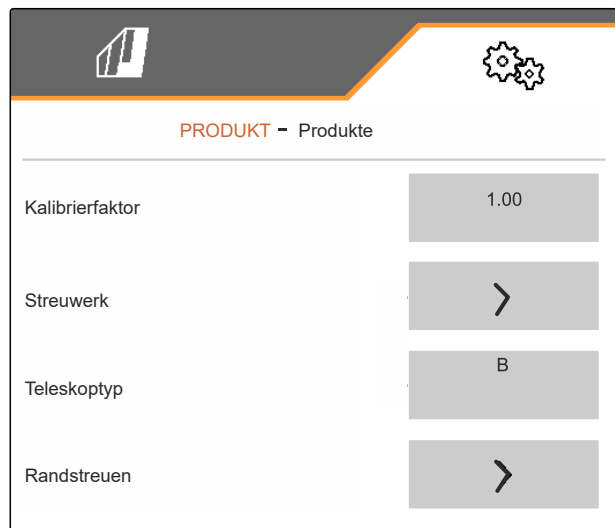 PRODUKT - Produkte
Kalibrierfaktor
1.00
Streuwerk
Teleskoptyp
B
Randstreuen